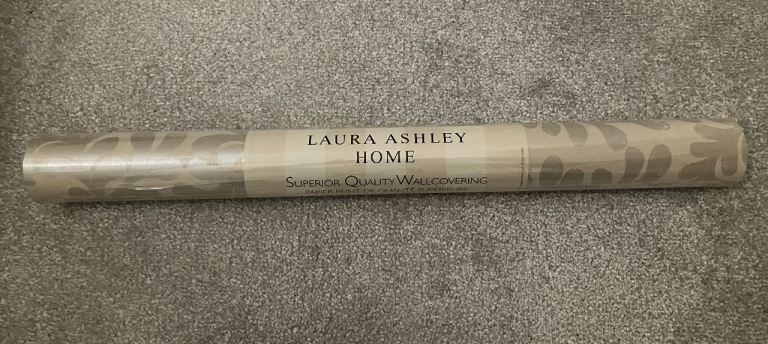 LAURA ASHLEY
HOME
SUPERIOR QUALITY WALLCOVERING
PAPIER PEINT DE QUALITÉ SUPÉRIEURE